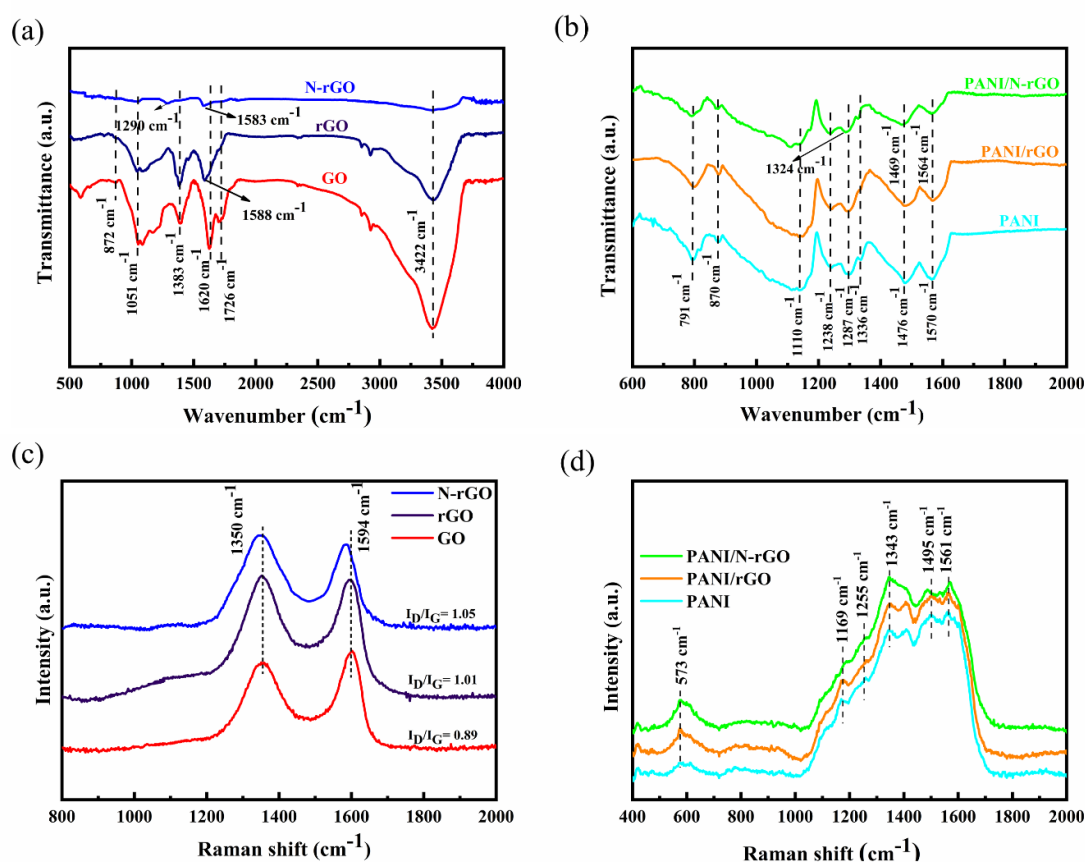 (a)
Transmittance (a.u.)
N-rGO
1290 cm-1
1583 cm-1
rGO
GO
1588 cm-1
872 cm-1
1051 cm-1
1383 cm-1
1620 cm-1
1726 cm-1
3422 cm-1
500 1000 1500 2000 2500 3000 3500 4000
Wavenumber (cm-1)
(b)
Transmittance (a.u.)
PANI/N-rGO
1324 cm-1
1469 cm-1
1564 cm-1
PANI/rGO
PANI
791 cm-1
870 cm-1
1110 cm-1
1238 cm-1
1287 cm-1
1336 cm-1
1476 cm-1
1570 cm-1
600 800 1000 1200 1400 1600 1800 2000
Wavenumber (cm-1)
(c)
Intensity (a.u.)
1350 cm-1
1594 cm-1
N-rGO
rGO
GO
ID/IG= 1.05
ID/IG= 1.01
ID/IG= 0.89
800 1000 1200 1400 1600 1800 2000
Raman shift (cm-1)
(d)
Intensity (a.u.)
PANI/N-rGO
PANI/rGO
PANI
573 cm-1
1169 cm-1
1255 cm-1
1343 cm-1
1495 cm-1
1561 cm-1
400 600 800 1000 1200 1400 1600 1800 2000
Raman shift (cm-1)